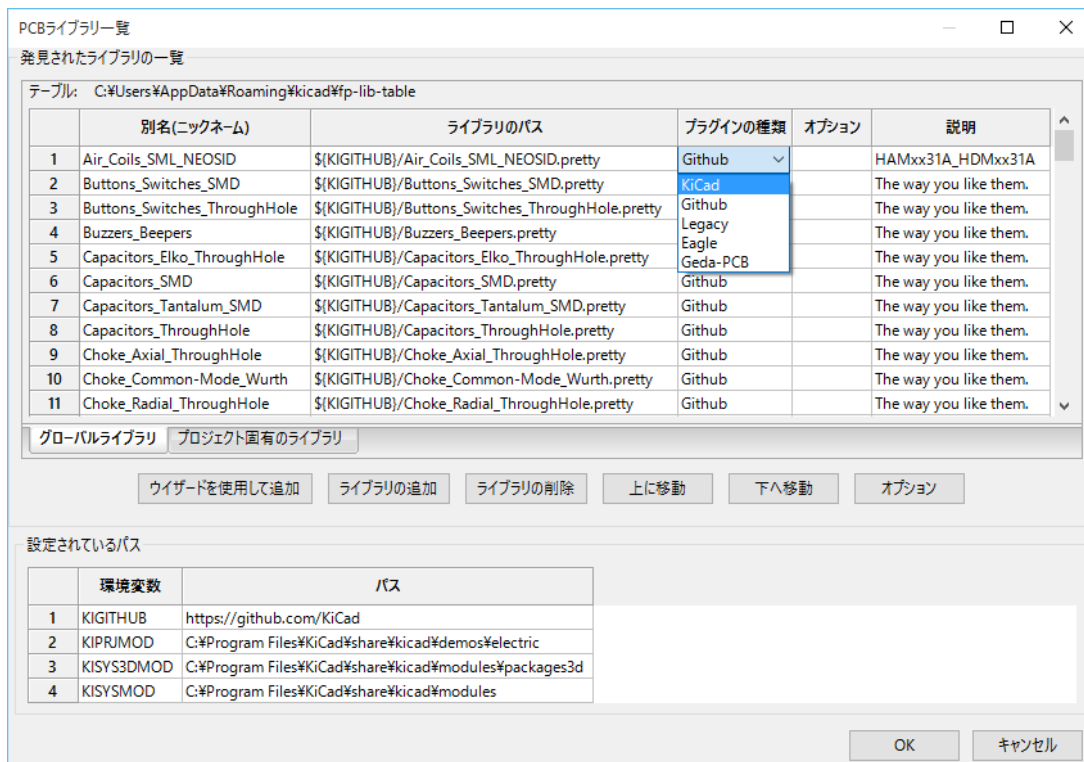 PCBライブラリ一覧
発見されたライブラリの一覧
テーブル: C:¥Users¥AppData¥Roaming¥kicad¥fp-lib-table
別名(ニックネーム) ライブラリのパス プラグインの種類 オプション 説明
1 Air_Coils_SML_NEOSID ${KIGITHUB}/Air_Coils_SML_NEOSID.pretty Github HAMxx31A_HDMxx31A
2 Buttons_Switches_SMD ${KIGITHUB}/Buttons_Switches_SMD.pretty KiCad The way you like them.
3 Buttons_Switches_ThroughHole ${KIGITHUB}/Buttons_Switches_ThroughHole.pretty Github The way you like them.
4 Buzzers_Beepers ${KIGITHUB}/Buzzers_Beepers.pretty Legacy The way you like them.
5 Capacitors_Elko_ThroughHole ${KIGITHUB}/Capacitors_Elko_ThroughHole.pretty Eagle The way you like them.
Geda-PCB
6 Capacitors_SMD ${KIGITHUB}/Capacitors_SMD.pretty Github The way you like them.
7 Capacitors_Tantalum_SMD ${KIGITHUB}/Capacitors_Tantalum_SMD.pretty Github The way you like them.
8 Capacitors_ThroughHole ${KIGITHUB}/Capacitors_ThroughHole.pretty Github The way you like them.
9 Choke_Axial_ThroughHole ${KIGITHUB}/Choke_Axial_ThroughHole.pretty Github The way you like them.
10 Choke_Common-Mode_Wurth ${KIGITHUB}/Choke_Common-Mode_Wurth.pretty Github The way you like them.
11 Choke_Radial_ThroughHole ${KIGITHUB}/Choke_Radial_ThroughHole.pretty Github The way you like them.
グローバルライブラリ プロジェクト固有のライブラリ
ウイザードを使用して追加 ライブラリの追加 ライブラリの削除 上に移動 下へ移動 オプション
設定されているパス
環境変数 パス
1 KIGITHUB https://github.com/KiCad
2 KIPRJMOD C:¥Program Files¥KiCad¥share¥kicad¥demos¥electric
3 KISYS3DMOD C:¥Program Files¥KiCad¥share¥kicad¥modules¥packages3d
4 KISYSMOD C:¥Program Files¥KiCad¥share¥kicad¥modules
OK キャンセル